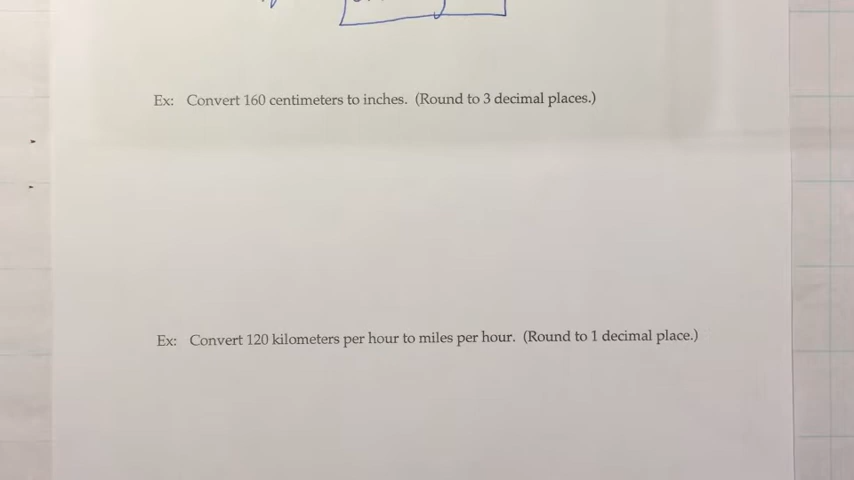 Ex: Convert 160 centimeters to inches. (Round to 3 decimal places.)
Ex: Convert 120 kilometers per hour to miles per hour. (Round to 1 decimal place.)